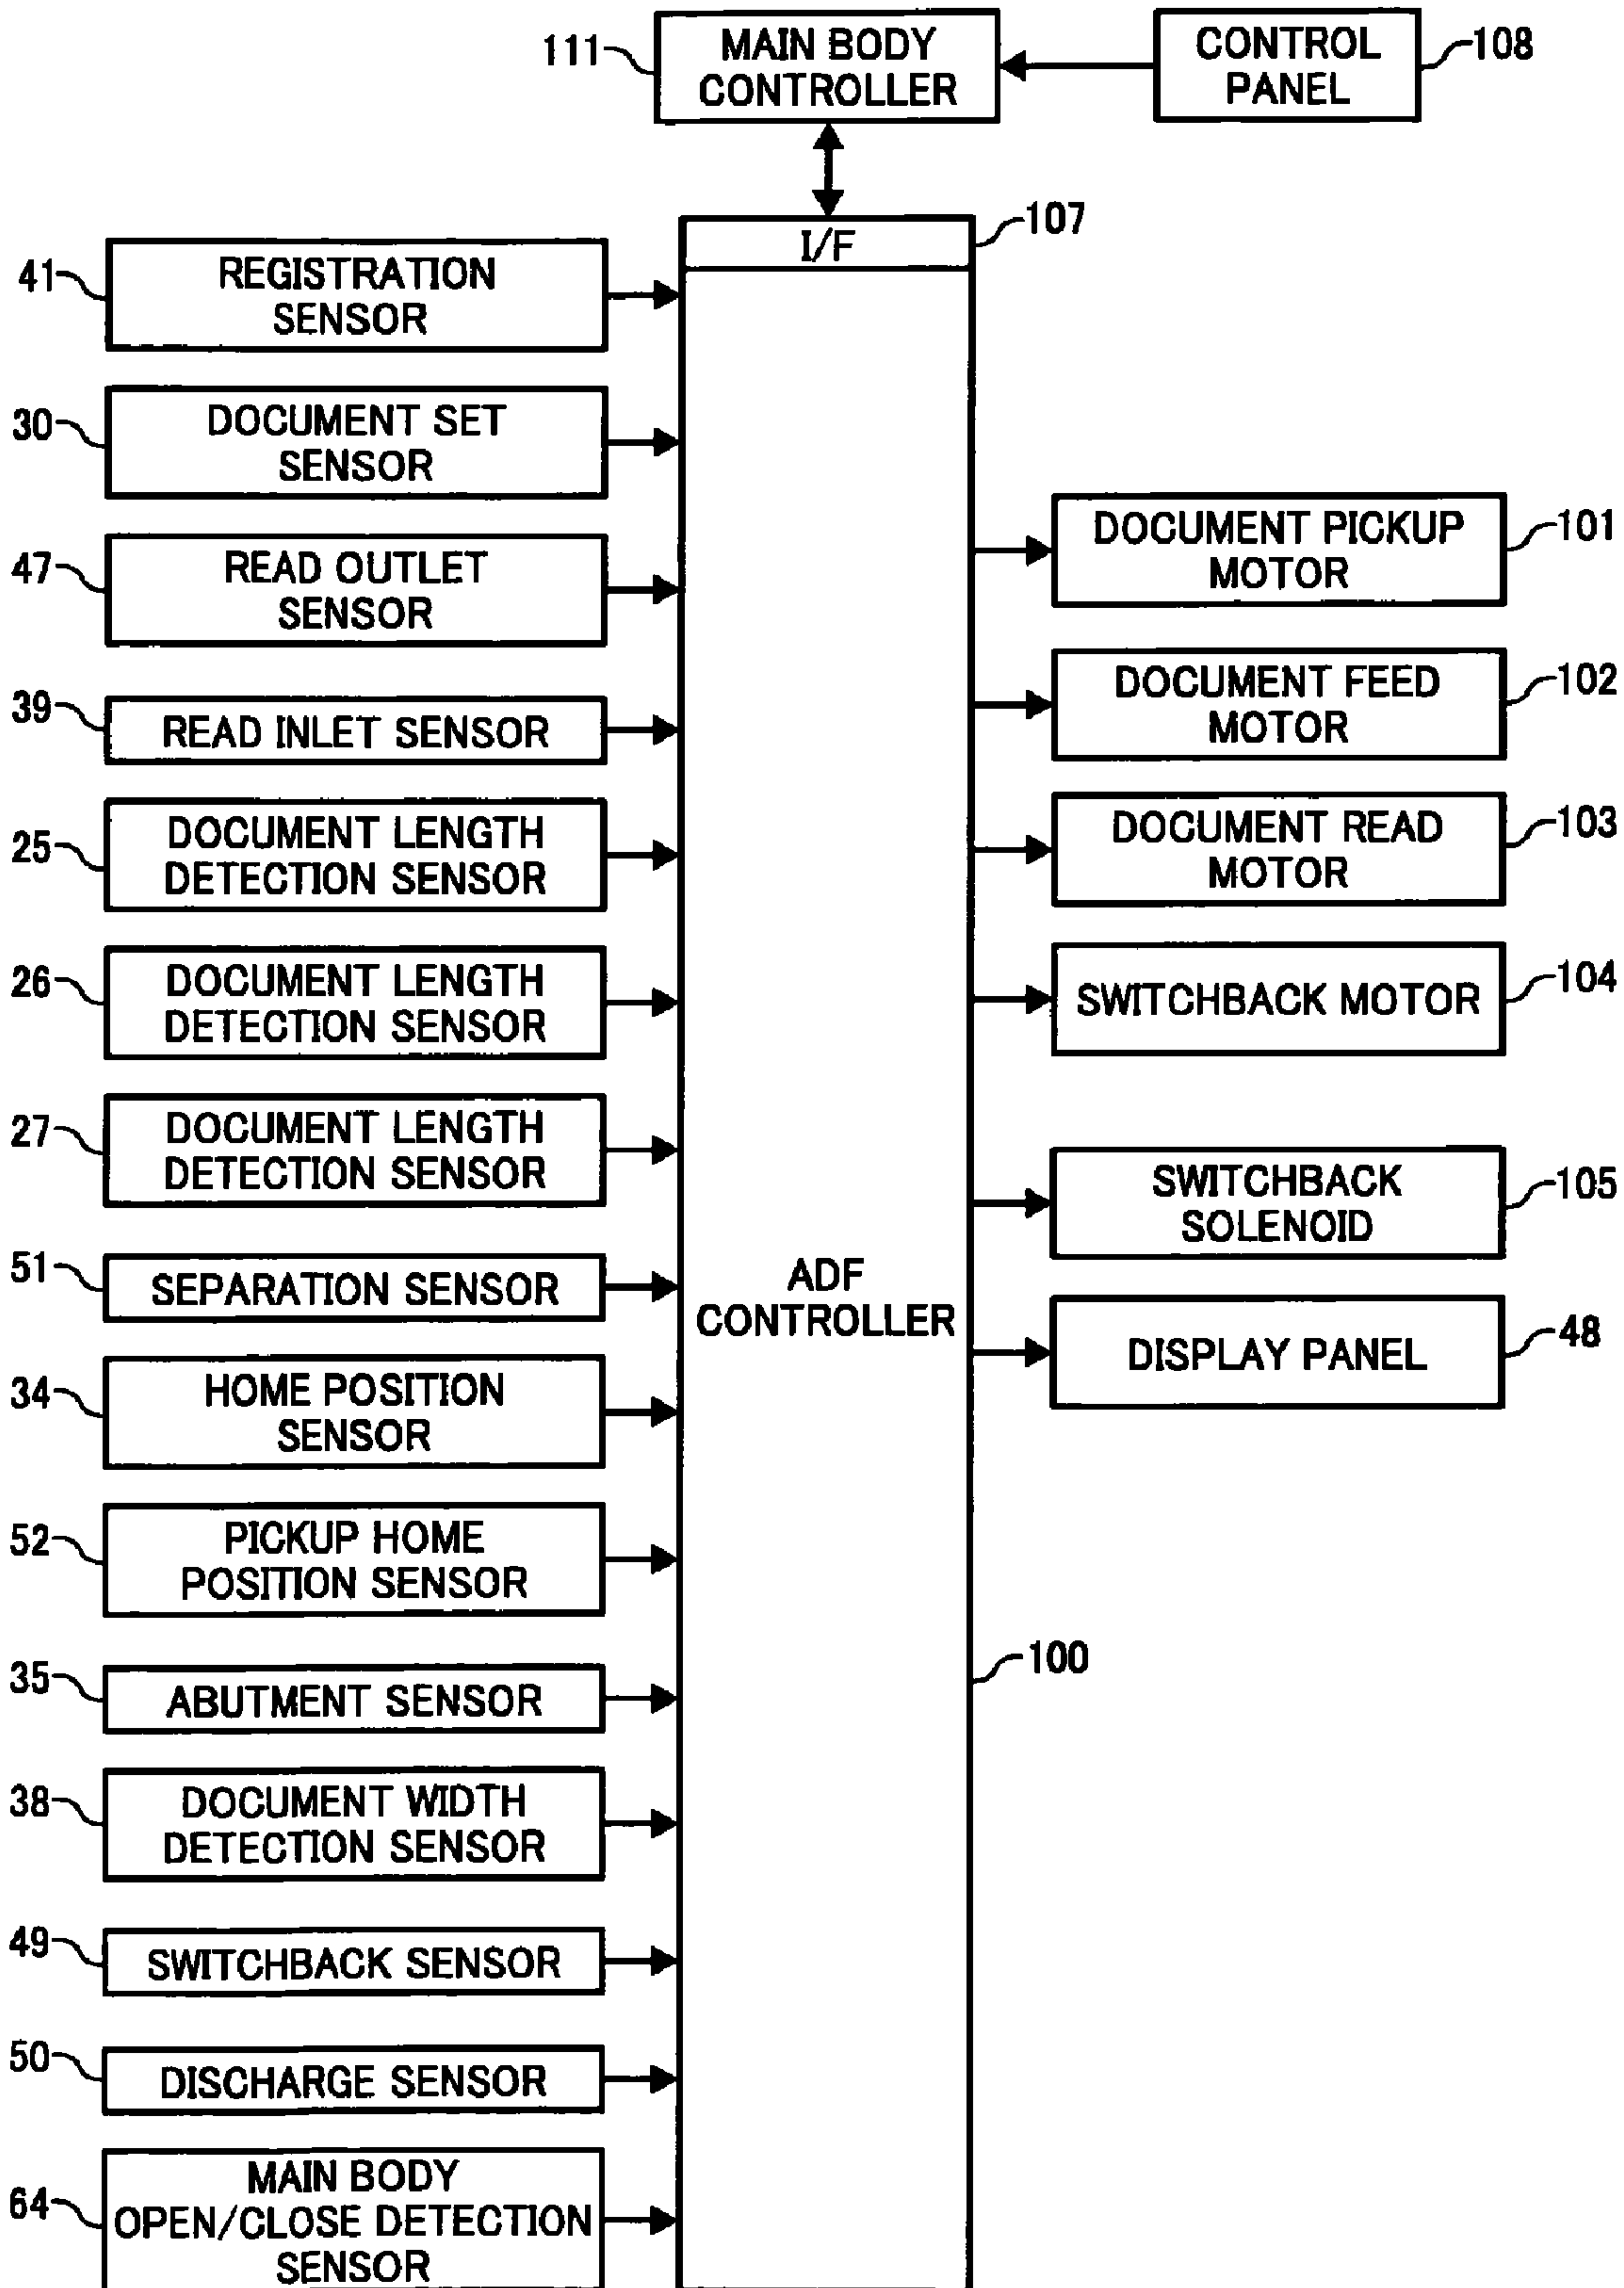 111
MAIN BODY
CONTROLLER
CONTROL
PANEL
108
I/F
107
41
REGISTRATION
SENSOR
30
DOCUMENT SET
SENSOR
47
READ OUTLET
SENSOR
39
READ INLET SENSOR
25
DOCUMENT LENGTH
DETECTION SENSOR
26
DOCUMENT LENGTH
DETECTION SENSOR
27
DOCUMENT LENGTH
DETECTION SENSOR
51
SEPARATION SENSOR
34
HOME POSITION
SENSOR
52
PICKUP HOME
POSITION SENSOR
35
ABUTMENT SENSOR
38
DOCUMENT WIDTH
DETECTION SENSOR
49
SWITCHBACK SENSOR
50
DISCHARGE SENSOR
64
MAIN BODY
OPEN/CLOSE DETECTION
SENSOR
ADF
CONTROLLER
100
DOCUMENT PICKUP
MOTOR
101
DOCUMENT FEED
MOTOR
102
DOCUMENT READ
MOTOR
103
SWITCHBACK MOTOR
104
SWITCHBACK
SOLENOID
105
DISPLAY PANEL
48